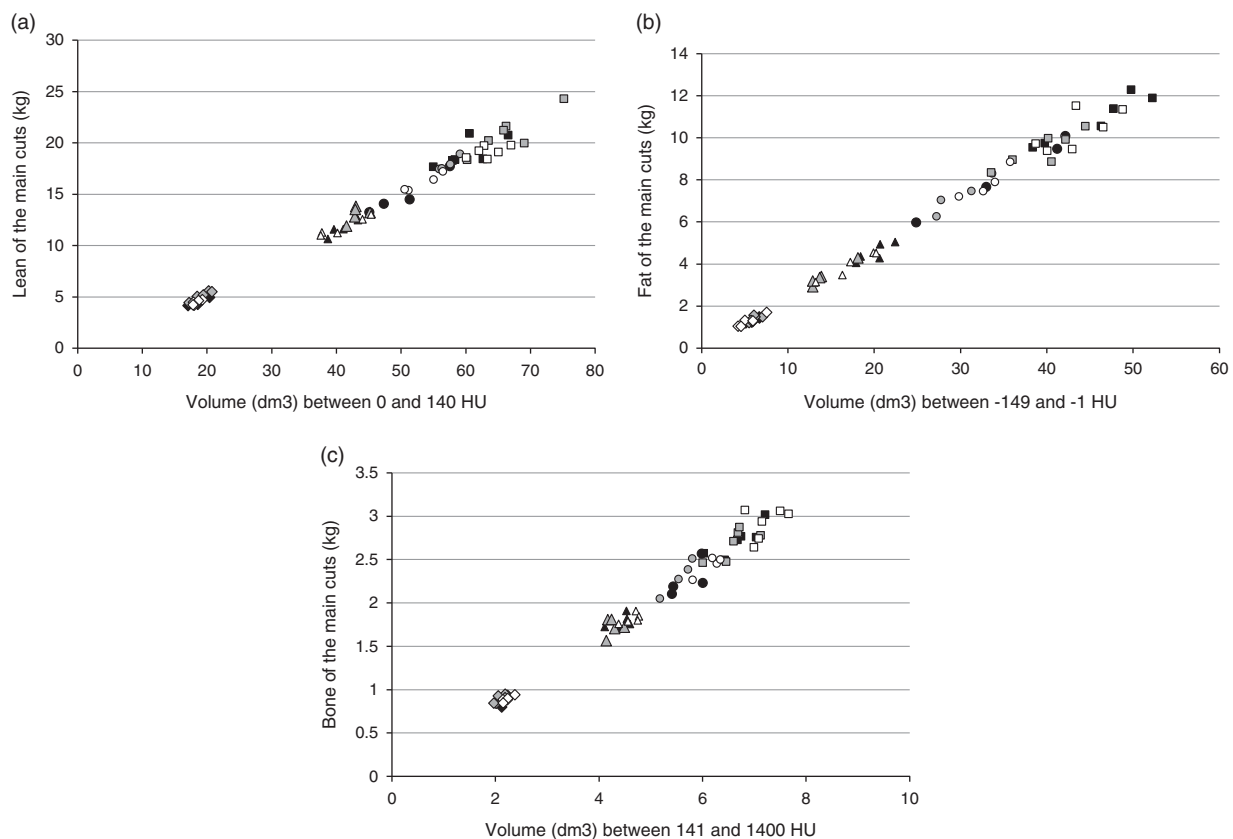 (a)
30
25
20
15
10
5
0
Lean of the main cuts (kg)
0 10 20 30 40 50 60 70 80
Volume (dm3) between 0 and 140 HU
(b)
14
12
10
8
6
4
2
0
Fat of the main cuts (kg)
0 10 20 30 40 50 60
Volume (dm3) between -149 and -1 HU
(c)
3.5
3
2.5
2
1.5
1
0.5
0
Bone of the main cuts (kg)
0 2 4 6 8 10
Volume (dm3) between 141 and 1400 HU